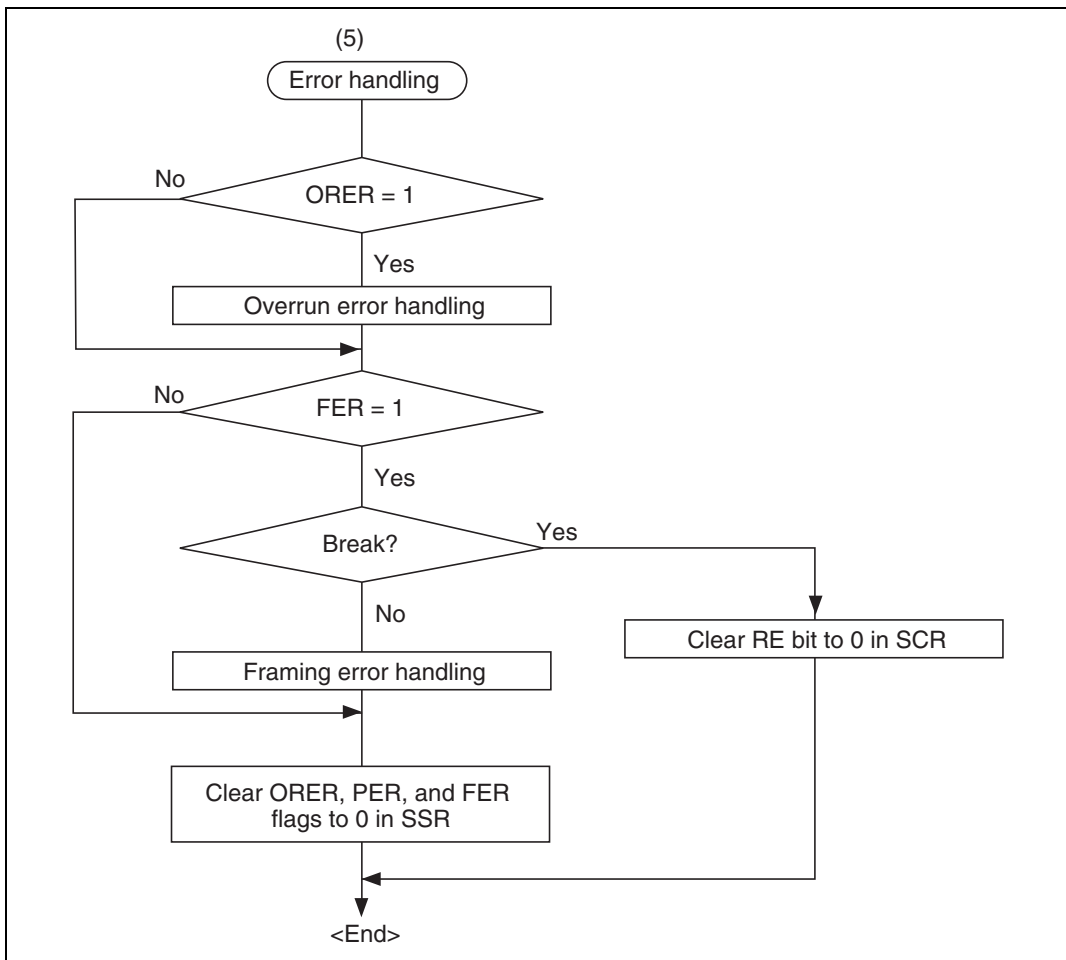 (5)
Error handling
No
ORER = 1
Yes
Overrun error handling
No
FER = 1
Yes
Break?
Yes
No
Clear RE bit to 0 in SCR
Framing error handling
Clear ORER, PER, and FER
flags to 0 in SSR
<End>